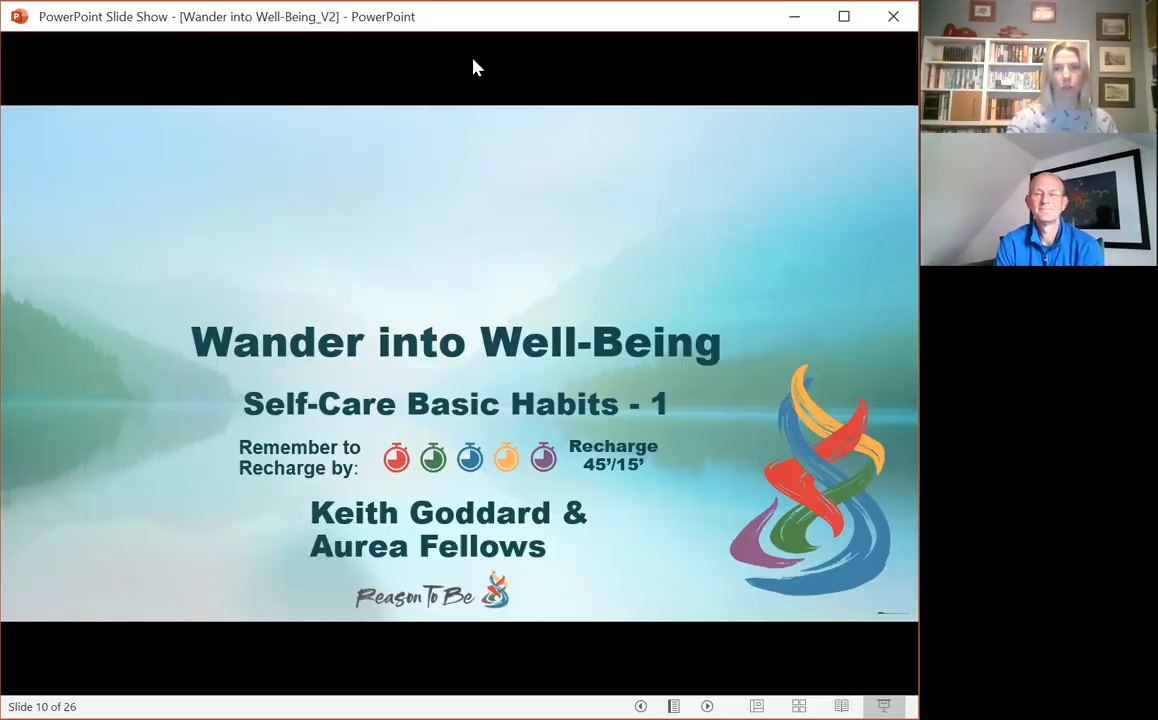 PowerPoint Slide Show - [Wander into Well-Being_V2] - PowerPoint
Wander into Well-Being
Self-Care Basic Habits - 1
Remember to
Recharge by:
Recharge
45’/15’
Keith Goddard &
Aurea Fellows
Reason To Be
Slide 10 of 26